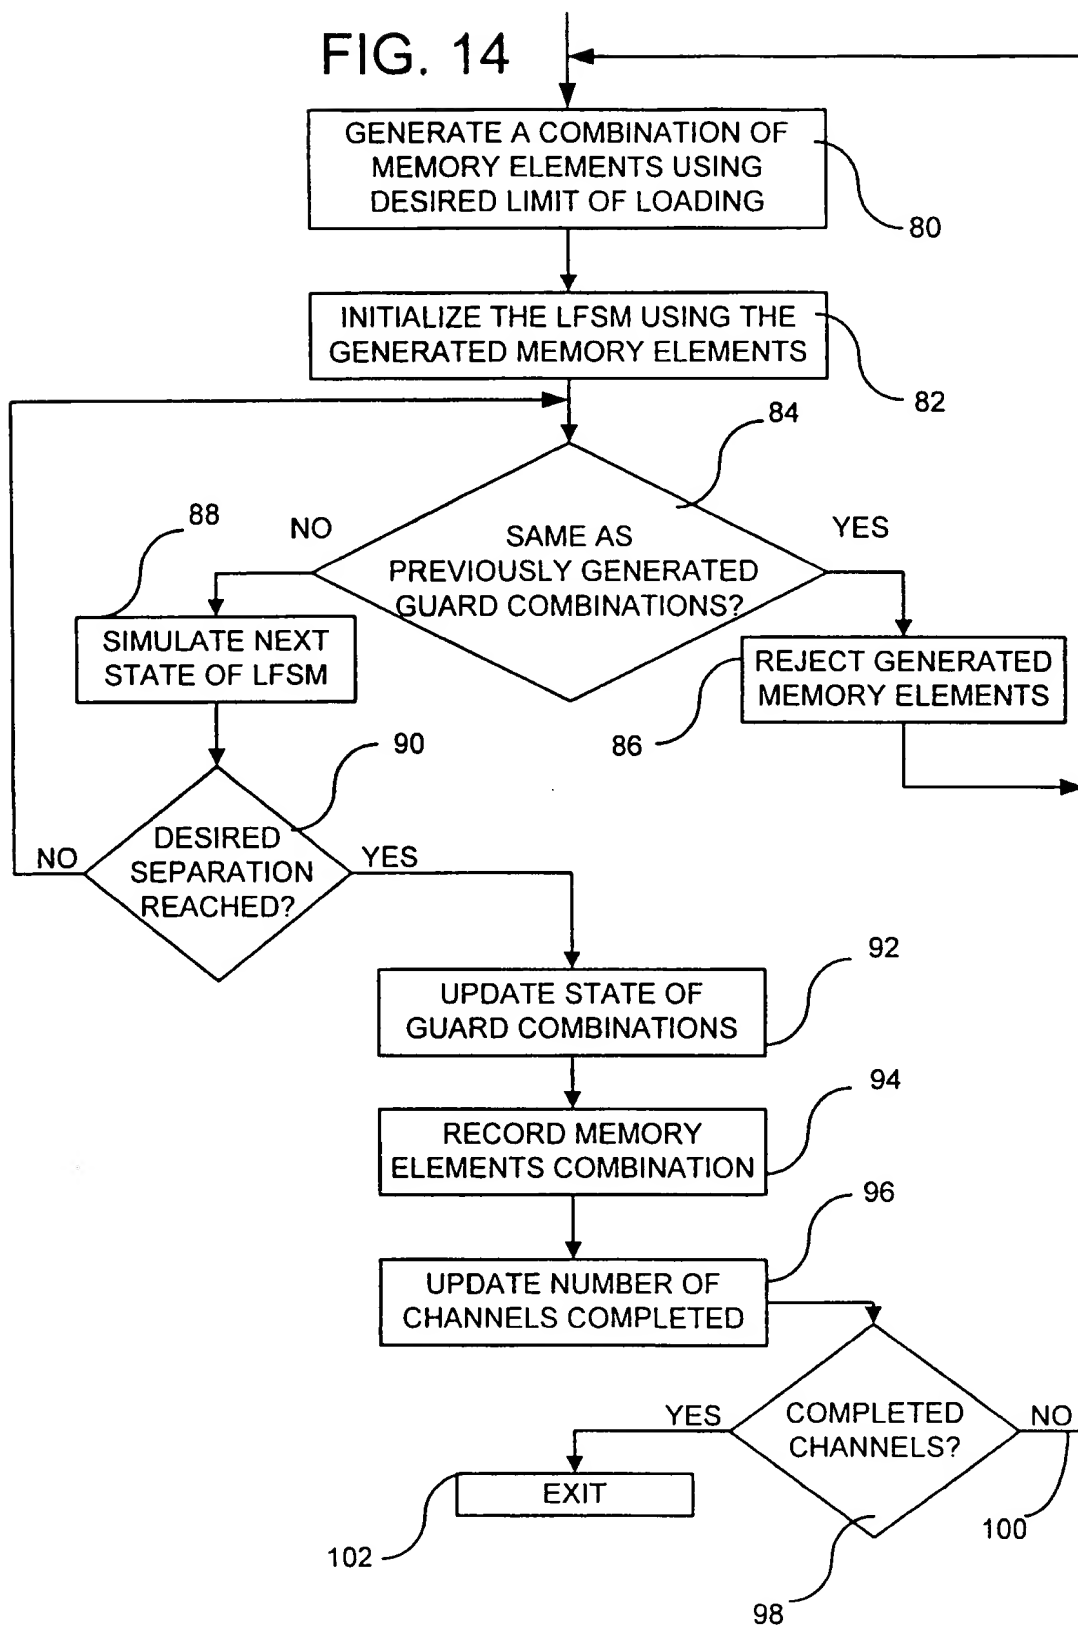 FIG. 14
GENERATE A COMBINATION OF
MEMORY ELEMENTS USING
DESIRED LIMIT OF LOADING
80
INITIALIZE THE LFSM USING THE
GENERATED MEMORY ELEMENTS
82
84
88
NO
SAME AS
PREVIOUSLY GENERATED
GUARD COMBINATIONS?
YES
SIMULATE NEXT
STATE OF LFSM
REJECT GENERATED
MEMORY ELEMENTS
86
90
NO
DESIRED
SEPARATION
REACHED?
YES
92
UPDATE STATE OF
GUARD COMBINATIONS
94
RECORD MEMORY
ELEMENTS COMBINATION
96
UPDATE NUMBER OF
CHANNELS COMPLETED
YES
COMPLETED
CHANNELS?
NO
EXIT
100
102
98